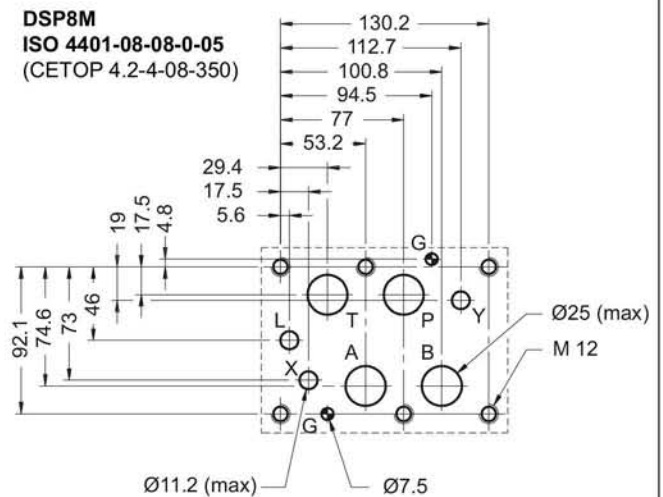 DSP8M
ISO 4401-08-08-0-05
(CETOP 4.2-4-08-350)
130.2
112.7
100.8
94.5
77
53.2
29.4
17.5
5.6
19
17.5
4.8
G
92.1
74.6
73
46
L
T
P
Y
Ø25 (max)
X
A
B
M 12
G
Ø11.2 (max)
Ø7.5